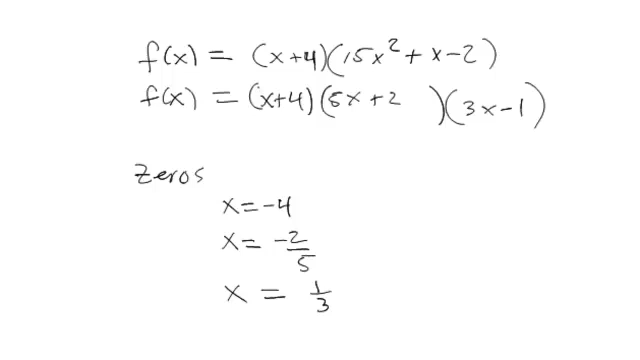 f(x) = (x+4)(15x² + x - 2)
f(x) = (x+4)(5x+2 )(3x-1)
Zeros
x = -4
x = -2/5
x = 1/3